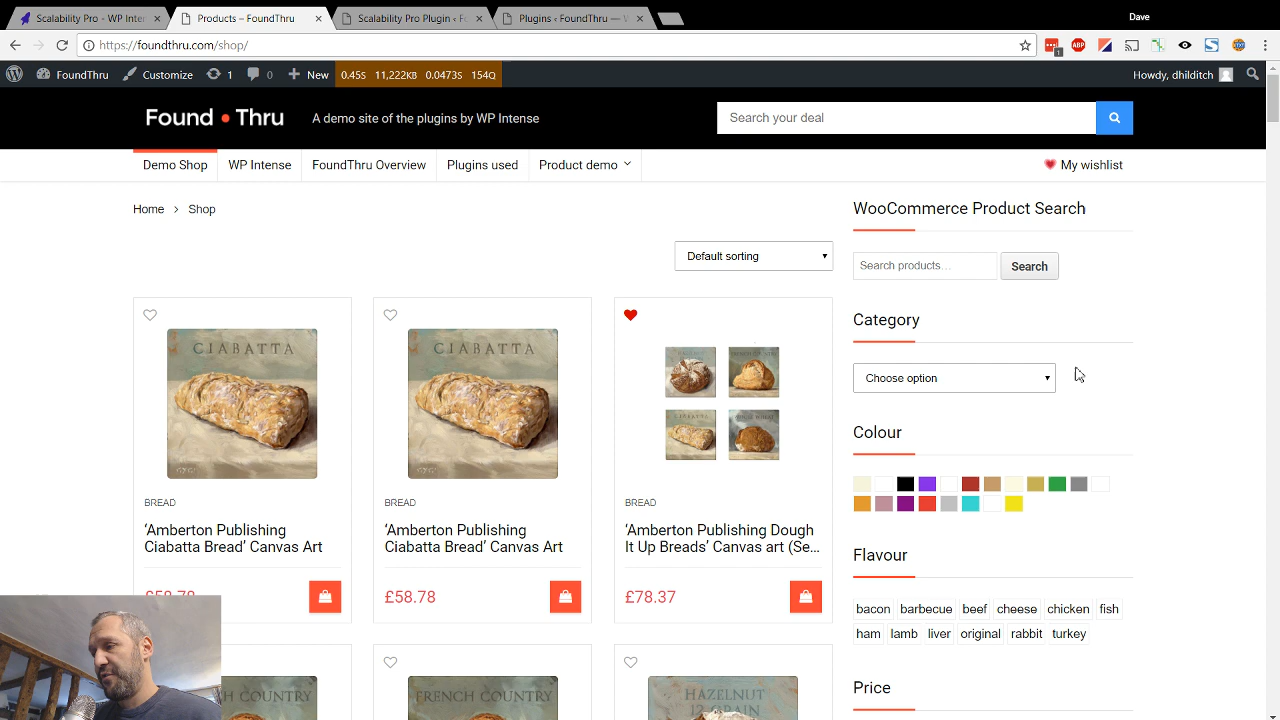 Scalability Pro - WP Inte
Products – FoundThru
Scalability Pro Plugin ‹ F
Plugins ‹ FoundThru — W
Dave
https://foundthru.com/shop/
1
FoundThru
Customize
1
0
New
0.45S 11,222KB 0.0473S 154Q
Howdy, dhilditch
Found • Thru
A demo site of the plugins by WP Intense
Search your deal
Demo Shop
WP Intense
FoundThru Overview
Plugins used
Product demo
My wishlist
Home > Shop
Default sorting
CIABATTA
BREAD
‘Amberton Publishing
Ciabatta Bread’ Canvas Art
£58.78
CIABATTA
BREAD
‘Amberton Publishing
Ciabatta Bread’ Canvas Art
£58.78
BREAD
‘Amberton Publishing Dough
It Up Breads’ Canvas art (Se...
£78.37
H COUNTRY
FRENCH COUNTRY
HAZELNUT
12 GRAIN
WooCommerce Product Search
Search products…
Search
Category
Choose option
Colour
Flavour
bacon barbecue beef cheese chicken fish
ham lamb liver original rabbit turkey
Price